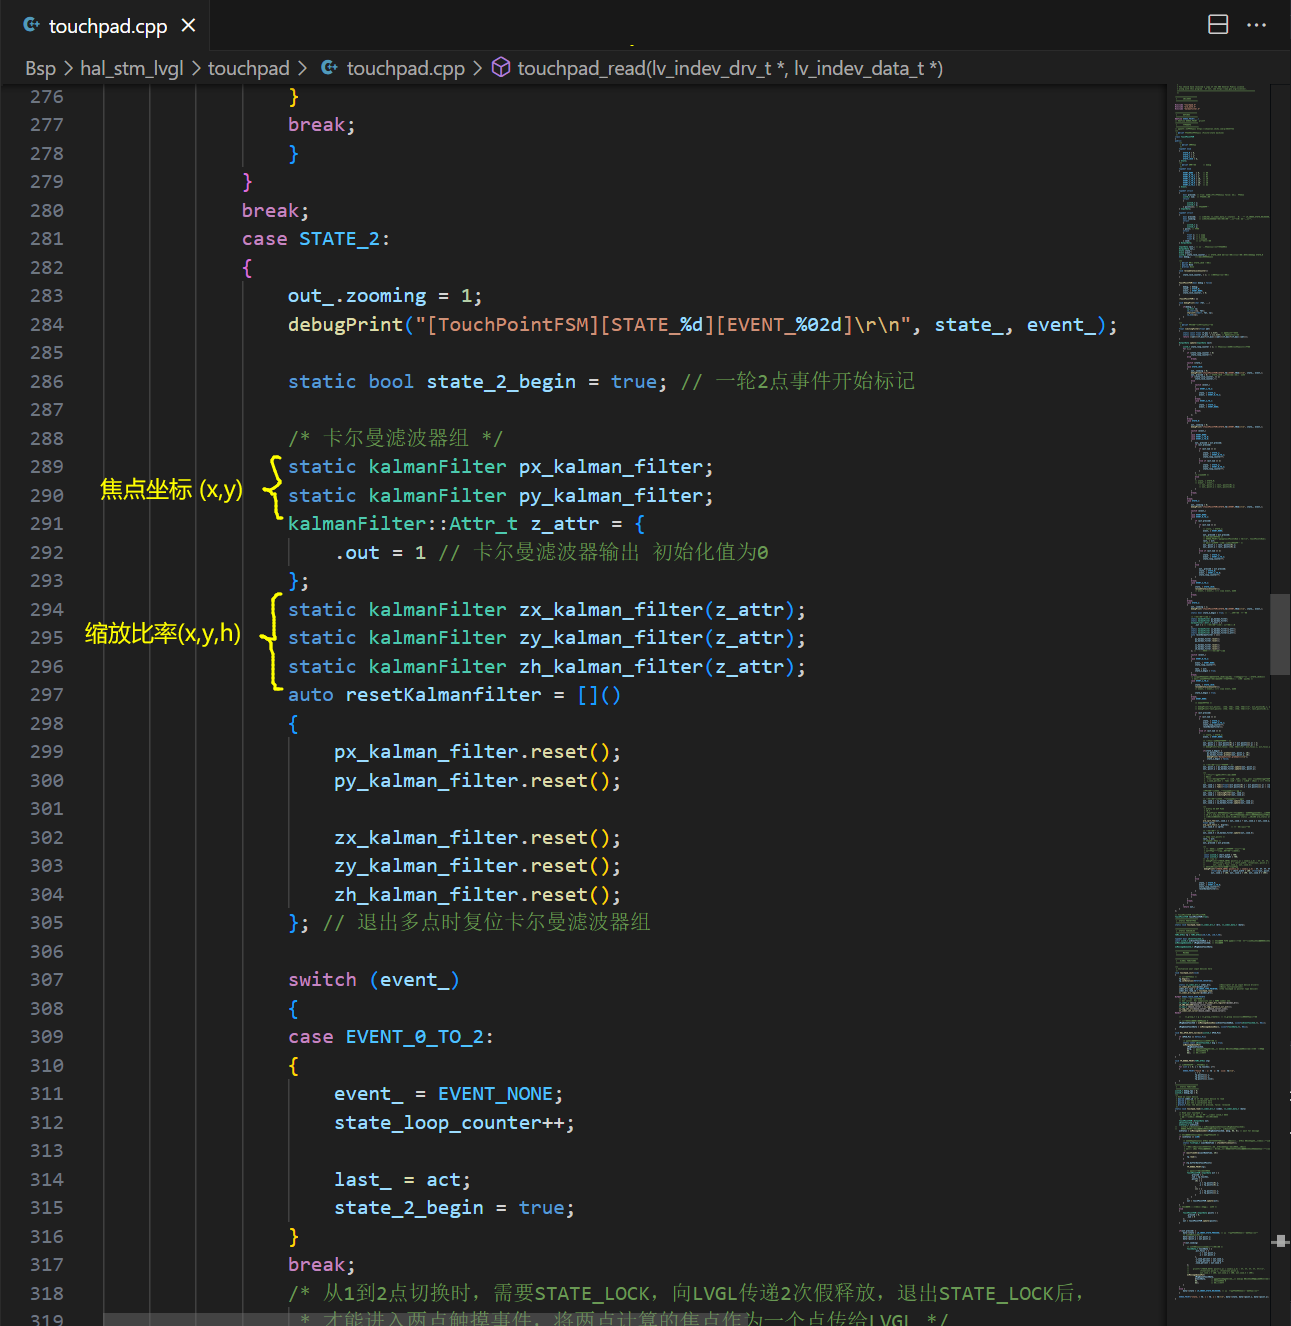 touchpad.cpp
Bsp > hal_stm_lvgl > touchpad > touchpad.cpp > touchpad_read(lv_indev_drv_t *, lv_indev_data_t *)
276 }
277 break;
278 }
279 }
280 break;
281 case STATE_2:
282 {
283 out_.zooming = 1;
284 debugPrint("[TouchPointFSM][STATE_%d][EVENT_%02d]\r\n", state_, event_);
285
286 static bool state_2_begin = true; // 一轮2点事件开始标记
287
288 /* 卡尔曼滤波器组 */
289 static kalmanFilter px_kalman_filter;
焦点坐标 (x,y)
290 static kalmanFilter py_kalman_filter;
291 kalmanFilter::Attr_t z_attr = {
292 .out = 1 // 卡尔曼滤波器输出 初始化值为0
293 };
294 static kalmanFilter zx_kalman_filter(z_attr);
缩放比率(x,y,h)
295 static kalmanFilter zy_kalman_filter(z_attr);
296 static kalmanFilter zh_kalman_filter(z_attr);
297 auto resetKalmanfilter = []()
298 {
299 px_kalman_filter.reset();
300 py_kalman_filter.reset();
301
302 zx_kalman_filter.reset();
303 zy_kalman_filter.reset();
304 zh_kalman_filter.reset();
305 }; // 退出多点时复位卡尔曼滤波器组
306
307 switch (event_)
308 {
309 case EVENT_0_TO_2:
310 {
311 event_ = EVENT_NONE;
312 state_loop_counter++;
313
314 last_ = act;
315 state_2_begin = true;
316 }
317 break;
318 /* 从1到2点切换时，需要STATE_LOCK，向LVGL传递2次假释放，退出STATE_LOCK后，
319 * 才能进入两点触摸事件，将两点计算的焦点作为一个点传给LVGL */